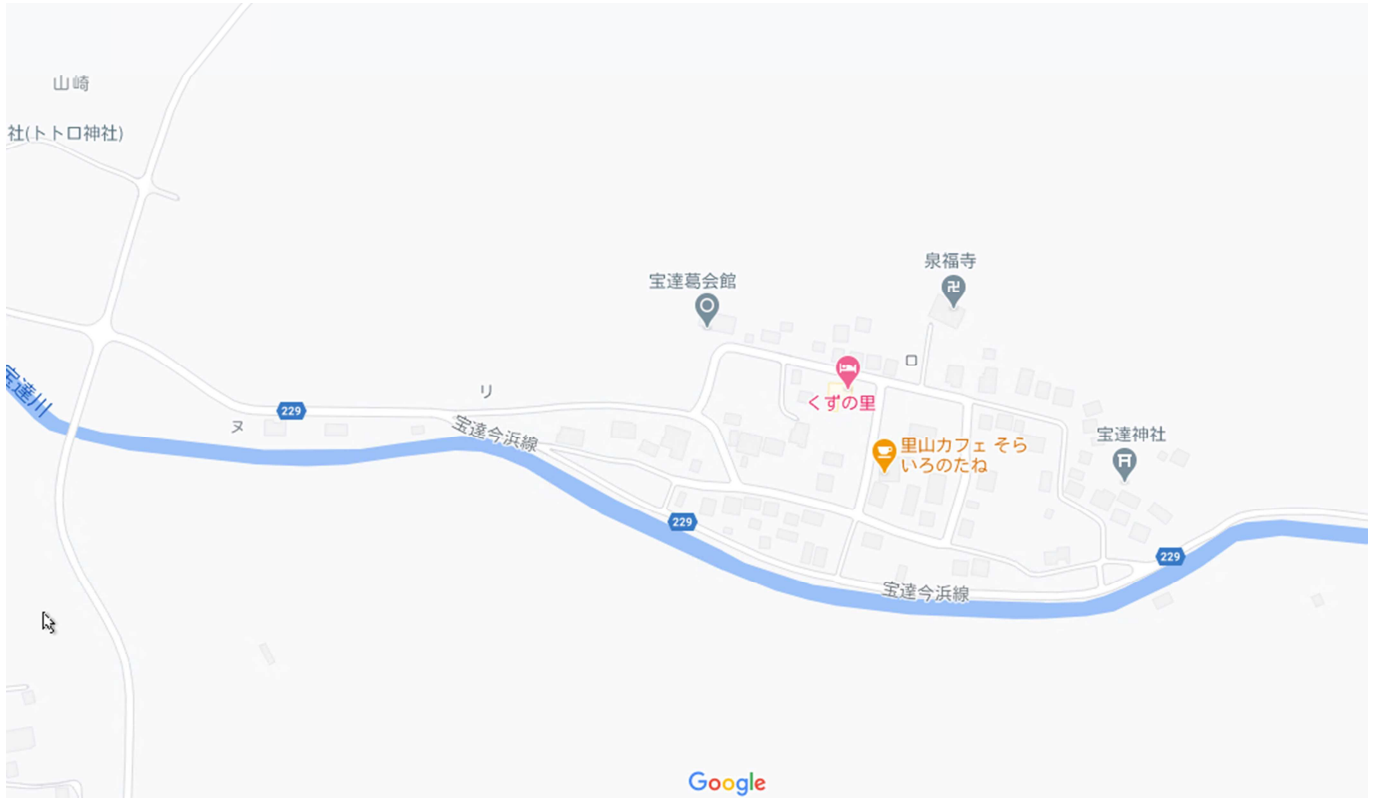 山崎
社(トトロ神社)
泉福寺
宝達葛会館
ロ
宝達川
リ
くずの里
229
ヌ
宝達今浜線
宝達神社
里山カフェ そら
いろのたね
229
229
宝達今浜線
Google